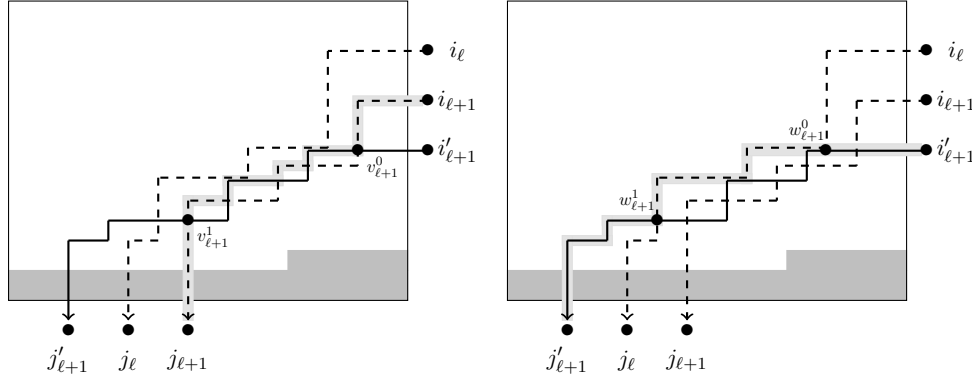 i_ℓ i_ℓ
i_{ℓ+1} i_{ℓ+1}
i'_{ℓ+1} w^0_{ℓ+1} i'_{ℓ+1}
v^0_{ℓ+1}
w^1_{ℓ+1}
v^1_{ℓ+1}
j'_{ℓ+1} j_ℓ j_{ℓ+1} j'_{ℓ+1} j_ℓ j_{ℓ+1}